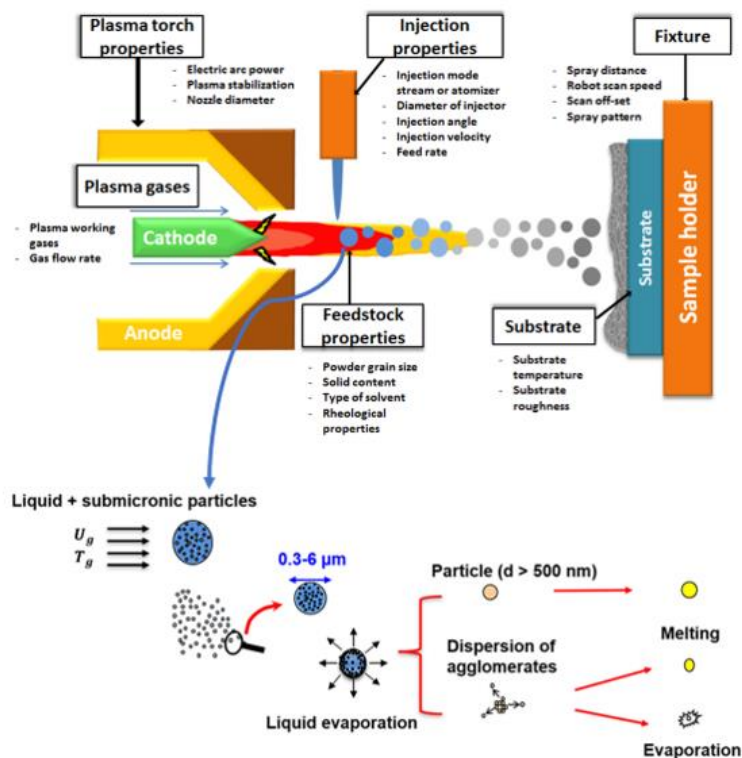 Plasma torch
properties
- Electric arc power
- Plasma stabilization
- Nozzle diameter
Injection
properties
- Injection mode
stream or atomizer
- Diameter of injector
- Injection angle
- Injection velocity
- Feed rate
Fixture
- Spray distance
- Robot scan speed
- Scan off-set
- Spray pattern
Plasma gases
- Plasma working
gases
- Gas flow rate
Cathode
Anode
Feedstock
properties
- Powder grain size
- Solid content
- Type of solvent
- Rheological
properties
Substrate
- Substrate
temperature
- Substrate
roughness
Substrate
Sample holder
Liquid + submicronic particles
U_g
T_g
0.3-6 µm
Liquid evaporation
Particle (d > 500 nm)
Dispersion of
agglomerates
Melting
Evaporation